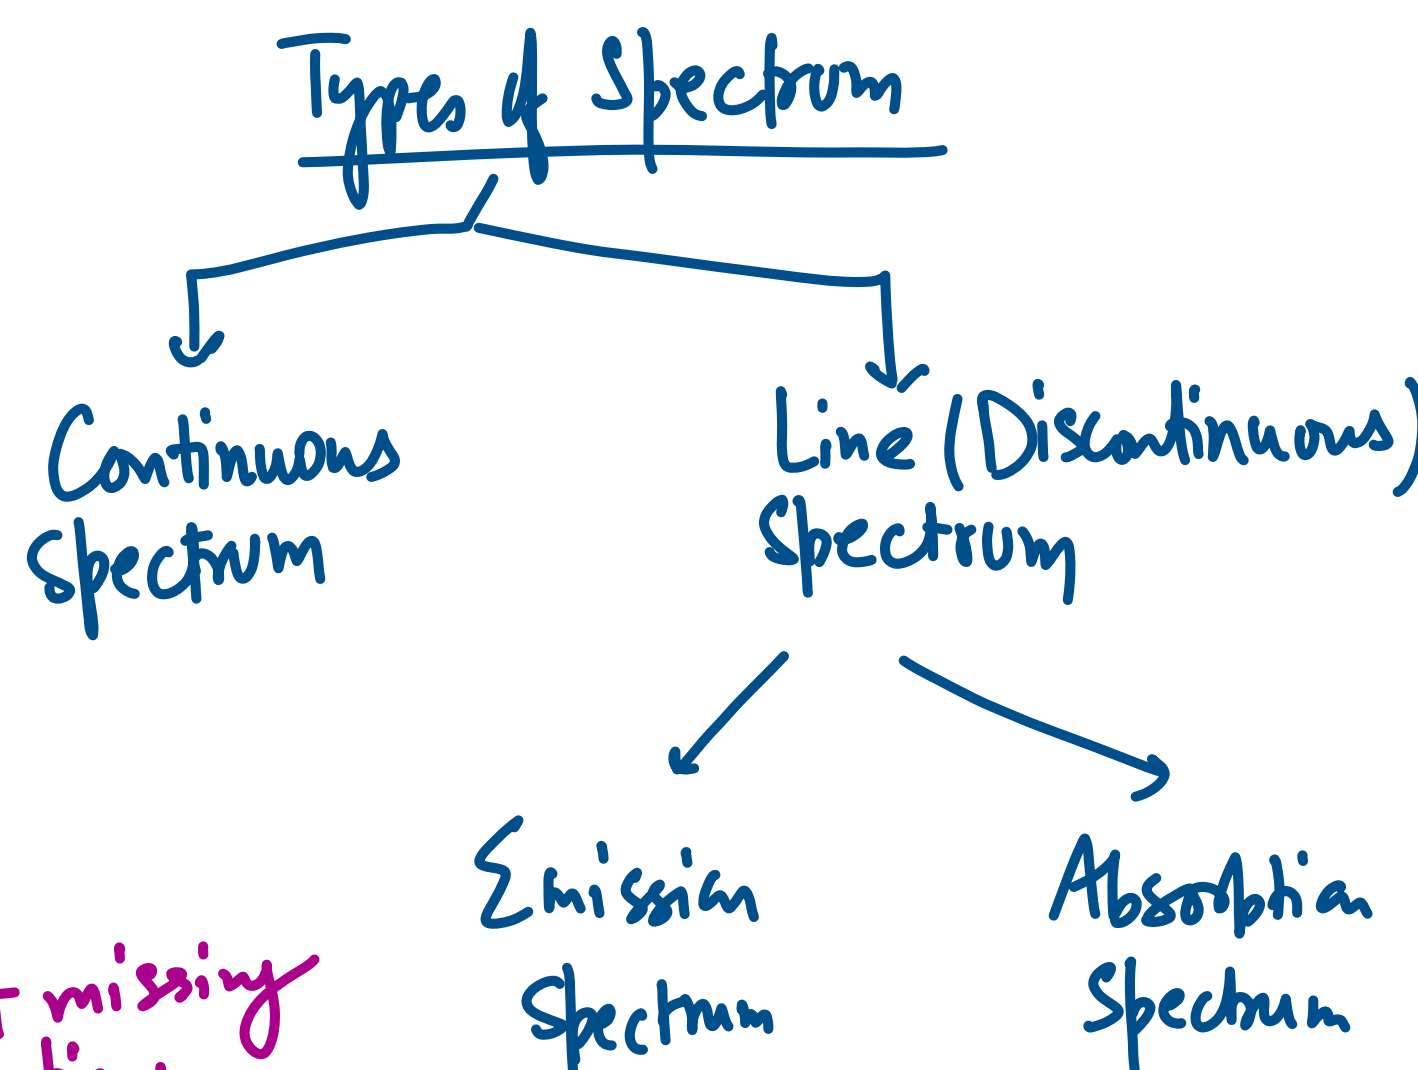 Types of Spectrum
Continuous
Spectrum
Line (Discontinuous)
Spectrum
Emission
Spectrum
Absorption
Spectrum
missing